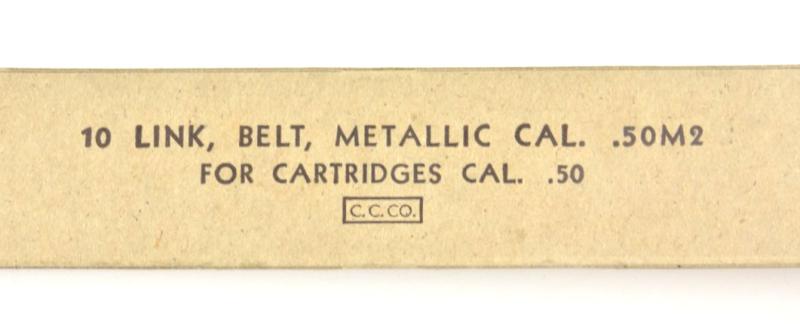 10 LINK, BELT, METALLIC CAL. .50M2
FOR CARTRIDGES CAL. .50
C.C.CO.